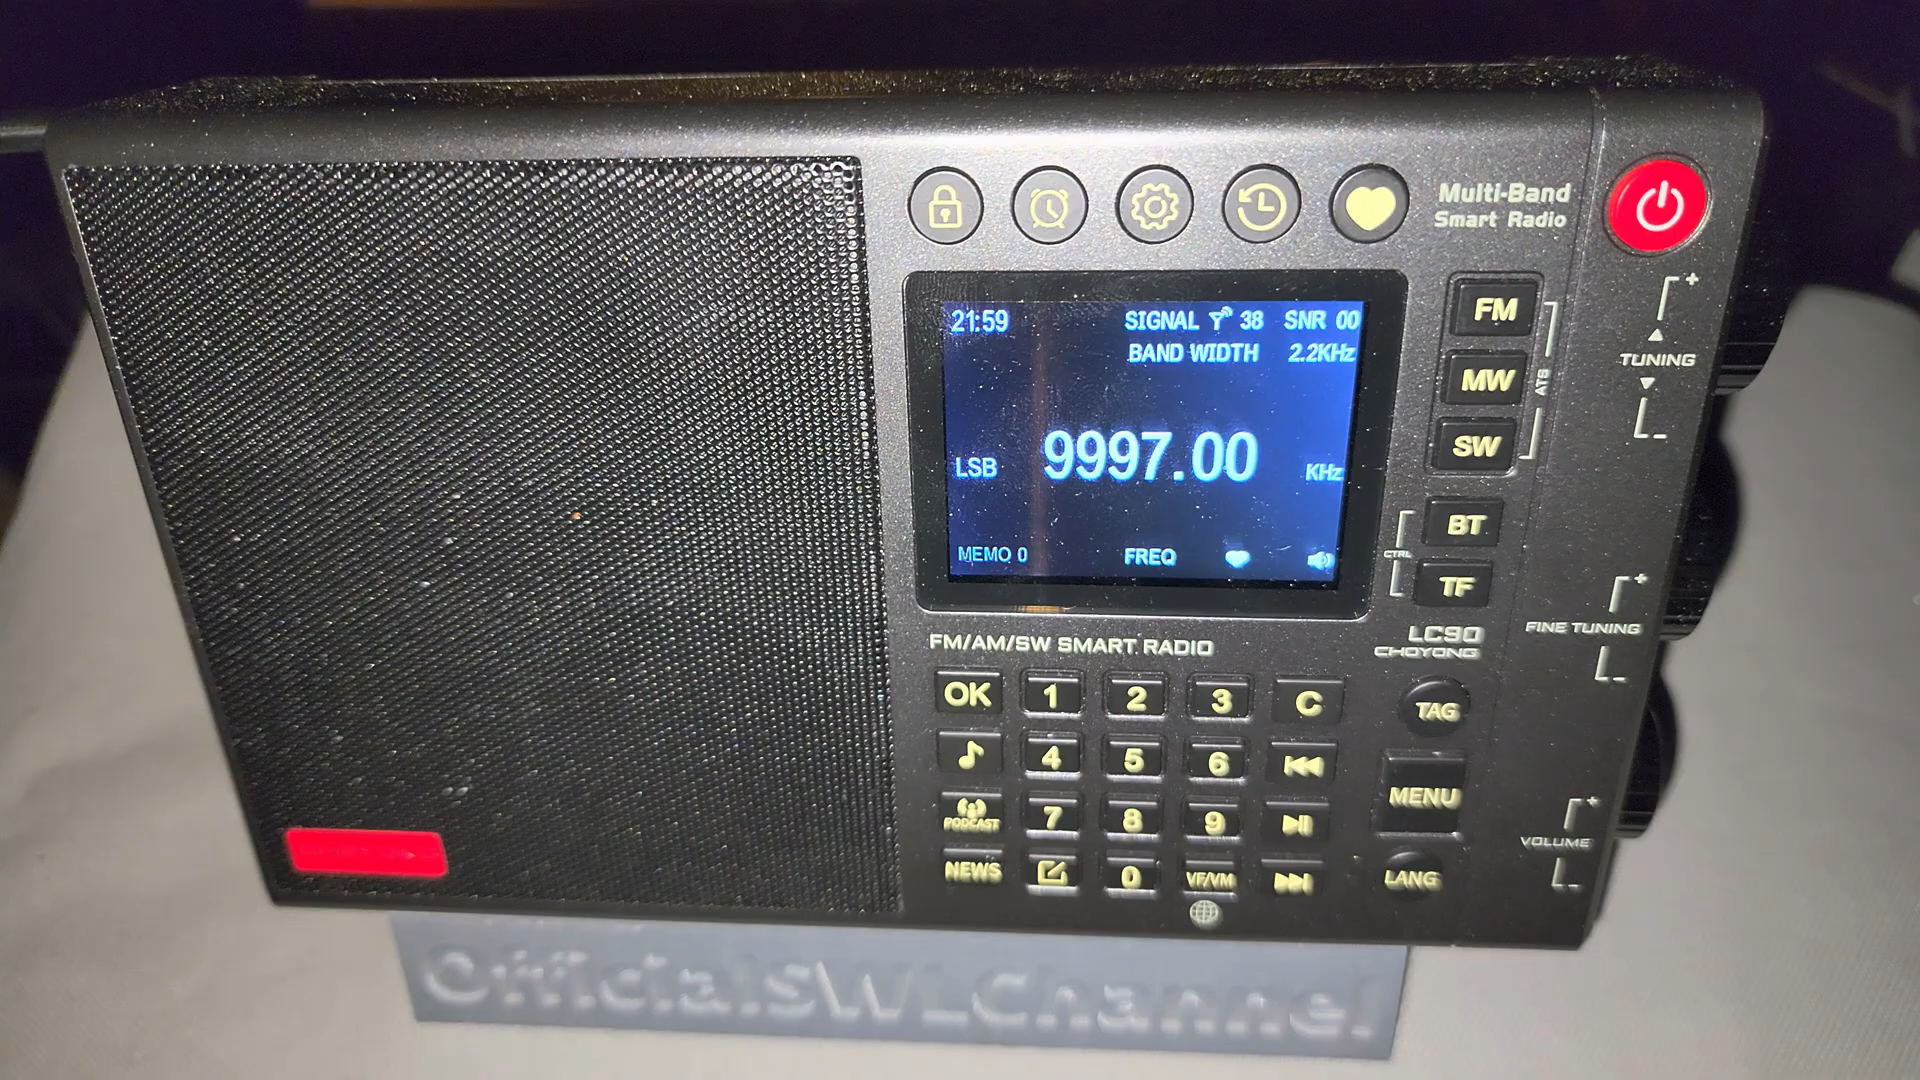 Multi-Band
Smart Radio
21:59 SIGNAL 38 SNR 00
BAND WIDTH 2.2KHz
LSB 9997.00 KHz
MEMO 0 FREQ
FM
MW
SW
ATS
BT
CTRL
TF
+
TUNING
-
+
FINE TUNING
-
+
VOLUME
-
LC90
CHOYONG
FM/AM/SW SMART RADIO
OK 1 2 3 C
4 5 6
PODCAST 7 8 9
NEWS 0 VF/VM
TAG
MENU
LANG
OfficialSWLChannel